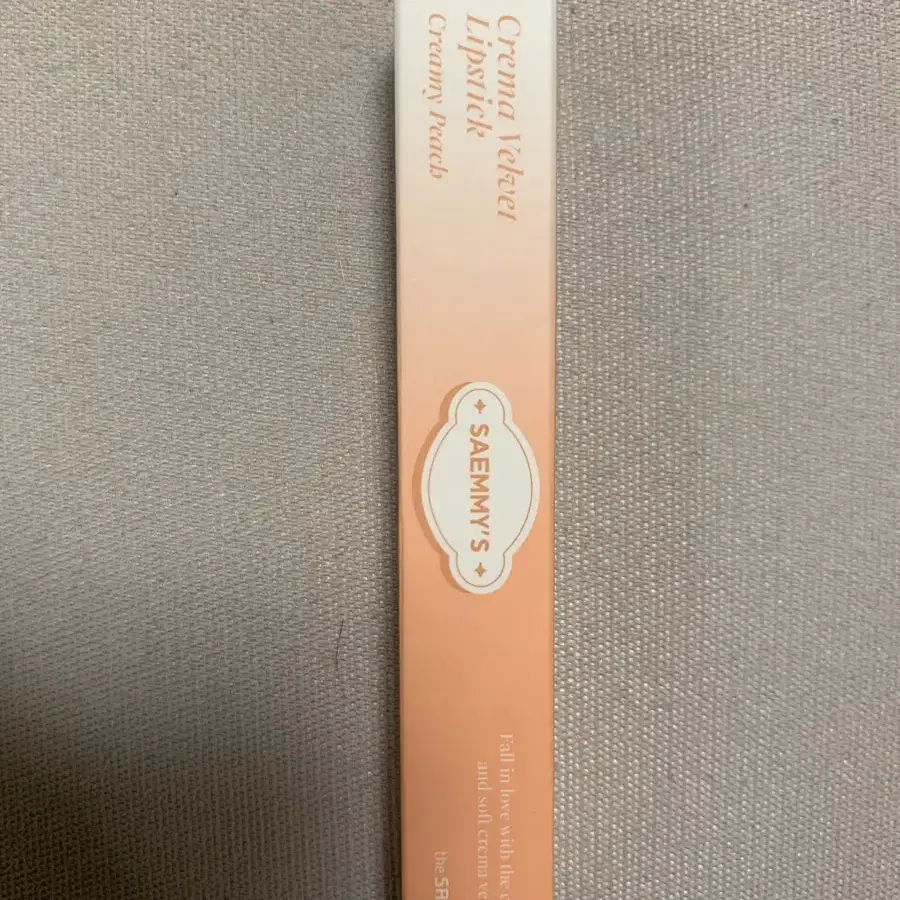 Crema Velvet
Lipstick
Creamy Peach
SAEMMY'S
Fall in love with the
and soft crema
the